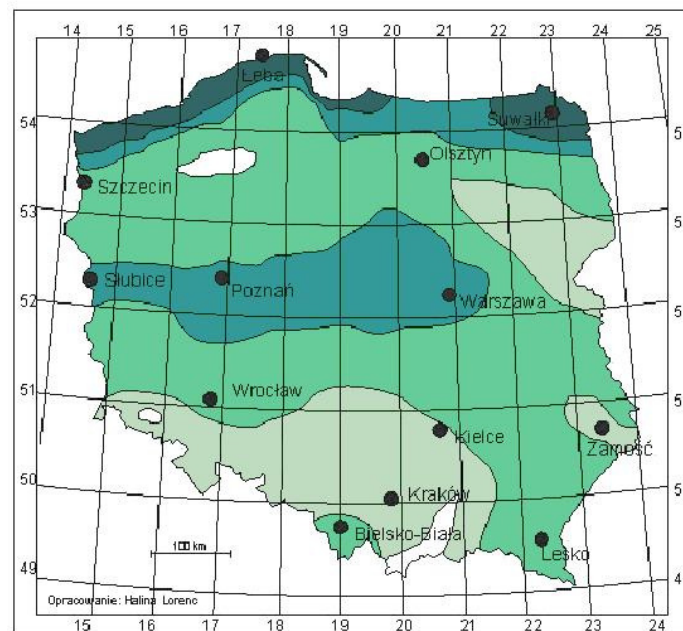 14 15 16 17 18 19 20 21 22 23 24 25
Łeba
Suwałki
54
Olsztyn
Szczecin
53
Słubice
Poznań
Warszawa
52
Wrocław
51
Kielce
Zamość
50
Kraków
Bielsko-Biała
Lesko
100 km
49
Opracowanie: Halina Lorenc
15 16 17 18 19 20 21 22 23 24